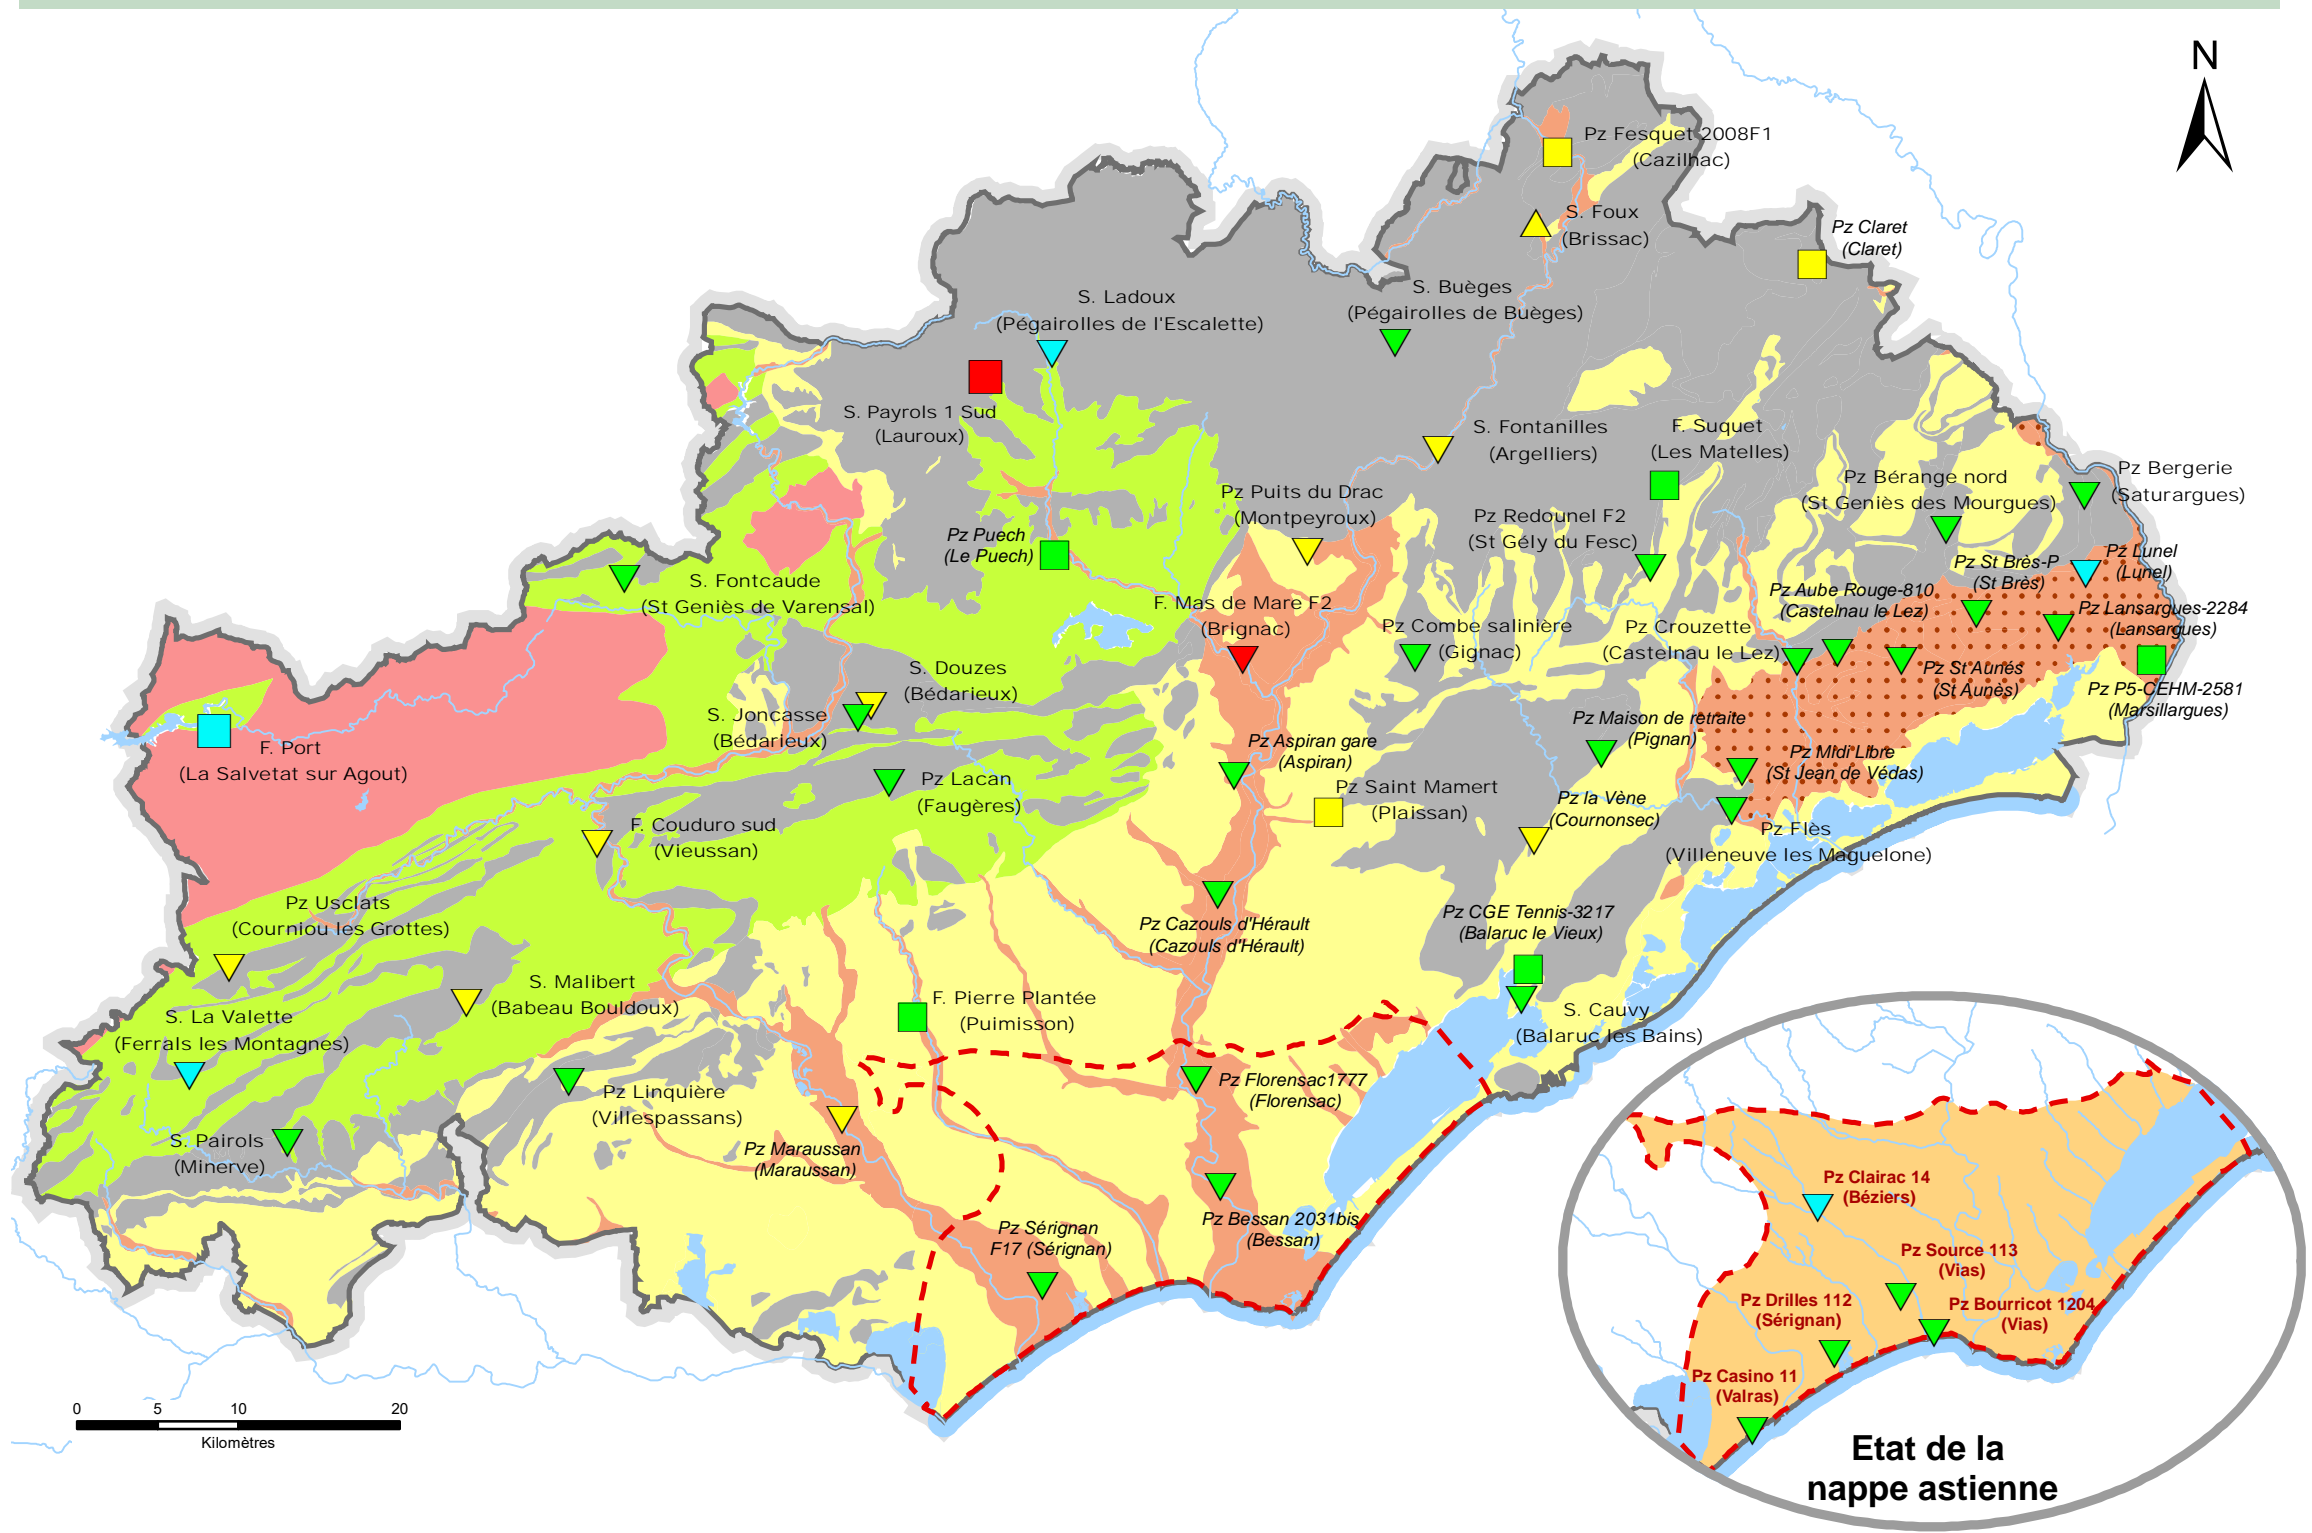 N
Pz Fesquet 2008F1
(Cazilhac)
S. Foux
(Brissac)
Pz Claret
(Claret)
S. Buèges
(Pégairolles de Buèges)
S. Ladoux
(Pégairolles de l'Escalette)
S. Payrols 1 Sud
(Lauroux)
S. Fontanilles
(Argelliers)
F. Suquet
(Les Matelles)
Pz Bergerie
(Saturargues)
Pz Bérange nord
(St Geniès des Mourgues)
Pz Puits du Drac
(Montpeyroux)
Pz Redounel F2
(St Gély du Fesc)
Pz Puech
(Le Puech)
Pz Lunel
(Lunel)
Pz St Brès-P
(St Brès)
S. Fontcaude
(St Geniès de Varensal)
Pz Aube Rouge-810
(Castelnau le Lez)
F. Mas de Mare F2
(Brignac)
Pz Lansargues-2284
(Lansargues)
Pz Combe salinière
(Gignac)
Pz Crouzette
(Castelnau le Lez)
S. Douzes
(Bédarieux)
Pz St Aunés
(St Aunès)
Pz P5-CEHM-2581
(Marsillargues)
S. Joncasse
(Bédarieux)
Pz Maison de retraite
(Pignan)
F. Port
(La Salvetat sur Agout)
Pz Aspiran gare
(Aspiran)
Pz Midi Libre
(St Jean de Védas)
Pz Lacan
(Faugères)
Pz Saint Mamert
(Plaissan)
Pz la Vène
(Cournonsec)
F. Couduro sud
(Vieussan)
Pz Flès
(Villeneuve les Maguelone)
Pz Usclats
(Courniou les Grottes)
Pz Cazouls d'Hérault
(Cazouls d'Hérault)
Pz CGE Tennis-3217
(Balaruc le Vieux)
S. Malibert
(Babeau Bouldoux)
F. Pierre Plantée
(Puimisson)
S. Cauvy
(Balaruc les Bains)
S. La Valette
(Ferrals les Montagnes)
Pz Linquière
(Villespassans)
Pz Florensac1777
(Florensac)
S. Pairols
(Minerve)
Pz Maraussan
(Maraussan)
Pz Sérignan
F17 (Sérignan)
Pz Bessan 2031bis
(Bessan)
Pz Clairac 14
(Béziers)
Pz Source 113
(Vias)
Pz Drilles 112
(Sérignan)
Pz Bourricot 1204
(Vias)
Pz Casino 11
(Valras)
Etat de la
nappe astienne
0 5 10 20
Kilomètres